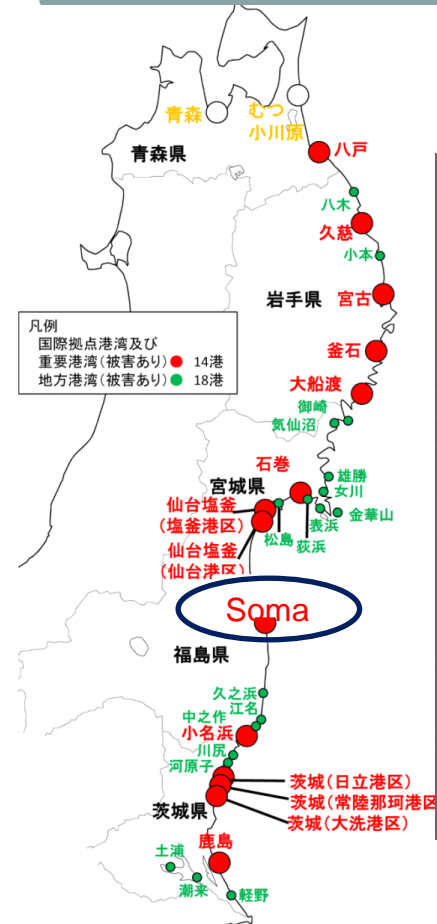 青森
むつ
小川原
青森県
八戸
八木
久慈
小本
岩手県
宮古
凡例
国際拠点港湾及び
重要港湾(被害あり) 14港
地方港湾(被害あり) 18港
釜石
大船渡
御崎
気仙沼
石巻
宮城県
雄勝
女川
仙台塩釜
(塩釜港区)
金華山
表浜
松島
荻浜
仙台塩釜
(仙台港区)
Soma
福島県
久之浜
江名
中之作
小名浜
川尻
河原子
茨城(日立港区)
茨城(常陸那珂港区)
茨城県
茨城(大洗港区)
鹿島
土浦
潮来
軽野